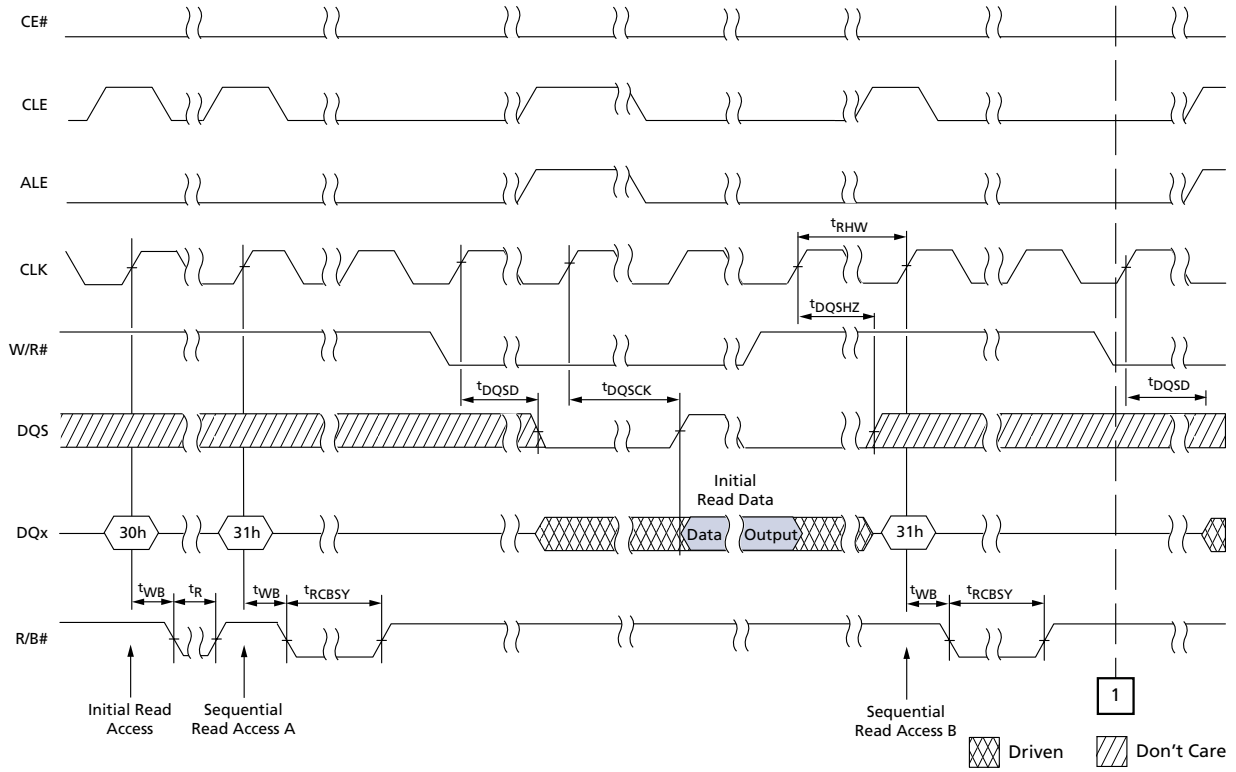 CE#
CLE
ALE
tRHW
CLK
tDQSHZ
W/R#
tDQSD
tDQSCK
tDQSD
DQS
Initial
Read Data
DQx
30h
31h
Data
Output
31h
tWB
tR
tWB
tRCBSY
tWB
tRCBSY
R/B#
Initial Read
Access
Sequential
Read Access A
Sequential
Read Access B
1
Driven
Don't Care